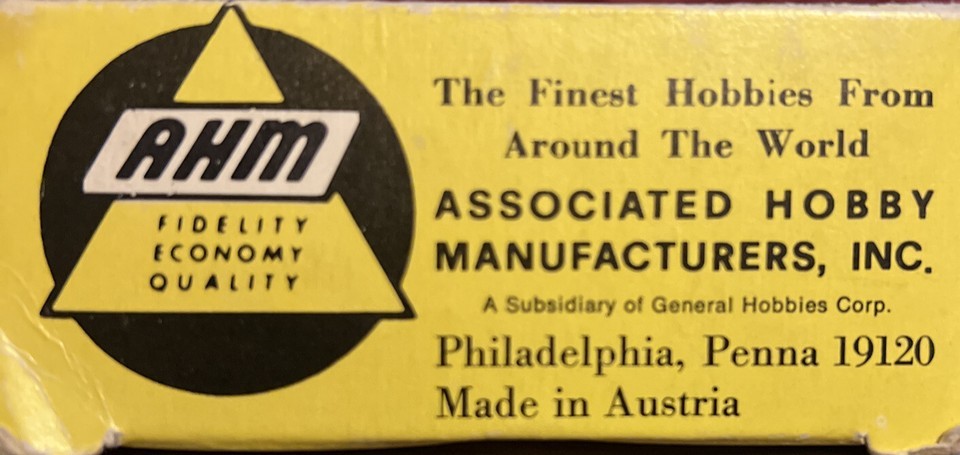 AHM
FIDELITY
ECONOMY
QUALITY
The Finest Hobbies From
Around The World
ASSOCIATED HOBBY
MANUFACTURERS, INC.
A Subsidiary of General Hobbies Corp.
Philadelphia, Penna 19120
Made in Austria